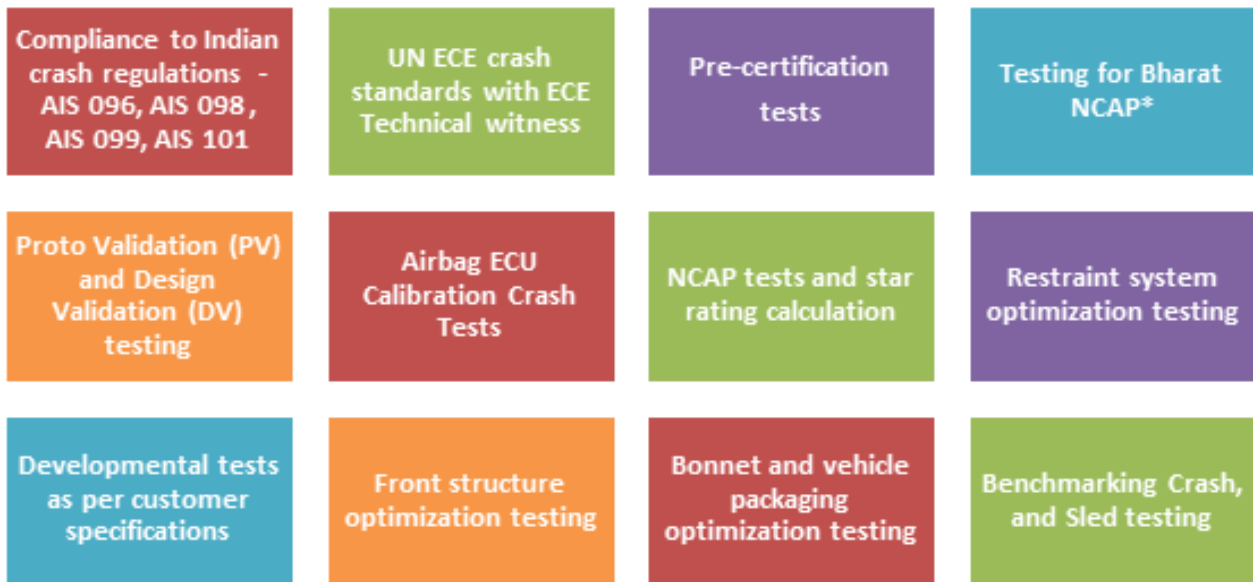 Compliance to Indian
crash regulations -
AIS 096, AIS 098 ,
AIS 099, AIS 101
UN ECE crash
standards with ECE
Technical witness
Pre-certification
tests
Testing for Bharat
NCAP*
Proto Validation (PV)
and Design
Validation (DV)
testing
Airbag ECU
Calibration Crash
Tests
NCAP tests and star
rating calculation
Restraint system
optimization testing
Developmental tests
as per customer
specifications
Front structure
optimization testing
Bonnet and vehicle
packaging
optimization testing
Benchmarking Crash,
and Sled testing